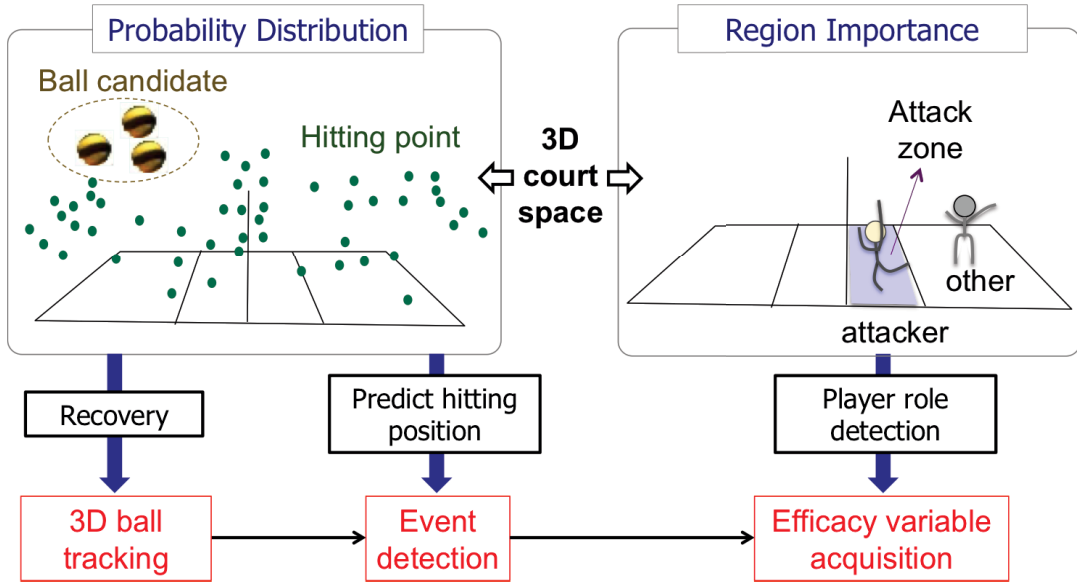 Probability Distribution
Region Importance
Ball candidate
Hitting point
3D
court
space
Attack
zone
other
attacker
Recovery
Predict hitting
position
Player role
detection
3D ball
tracking
Event
detection
Efficacy variable
acquisition